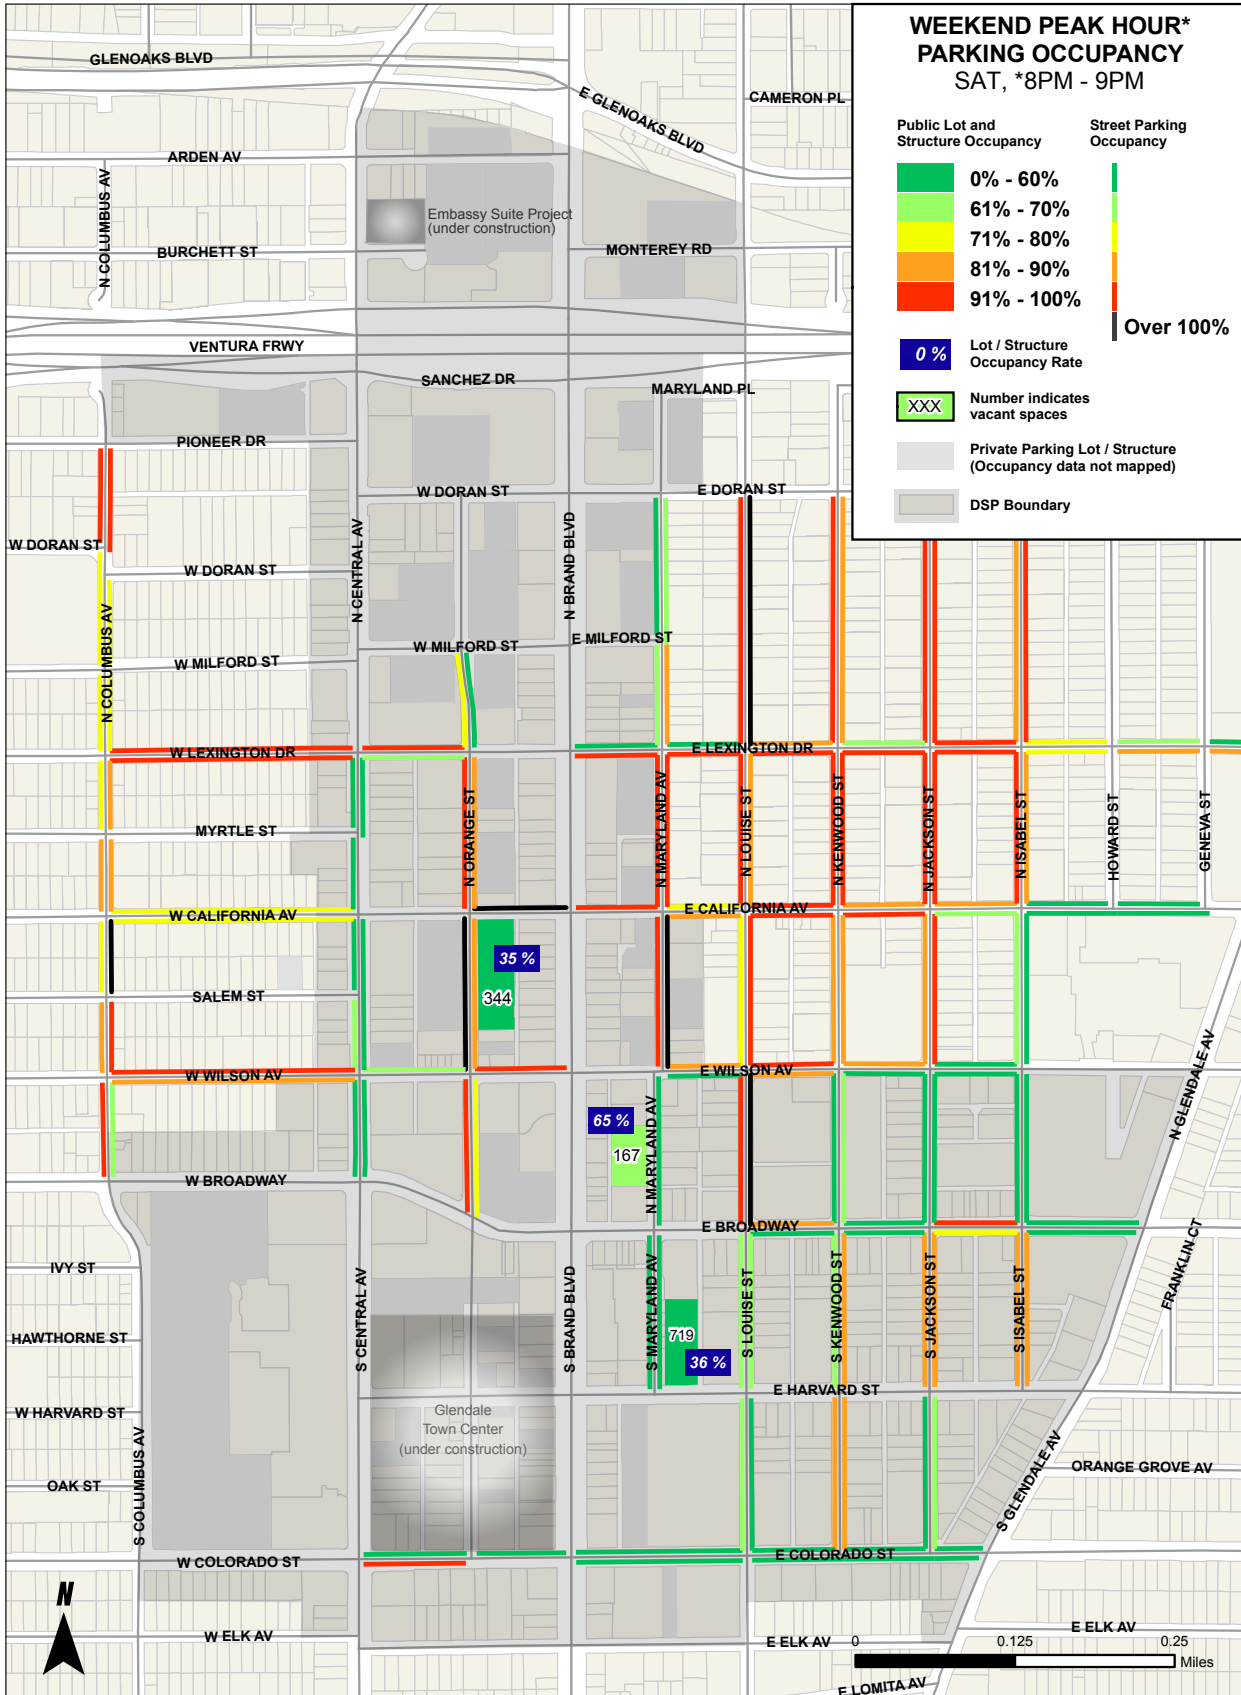 WEEKEND PEAK HOUR*
PARKING OCCUPANCY
SAT, *8PM - 9PM
Public Lot and
Structure Occupancy
Street Parking
Occupancy
0% - 60%
61% - 70%
71% - 80%
81% - 90%
91% - 100%
Over 100%
0 %
Lot / Structure
Occupancy Rate
XXX
Number indicates
vacant spaces
Private Parking Lot / Structure
(Occupancy data not mapped)
DSP Boundary
GLENOAKS BLVD
E GLENOAKS BLVD
CAMERON PL
ARDEN AV
N COLUMBUS AV
Embassy Suite Project
(under construction)
BURCHETT ST
MONTEREY RD
VENTURA FRWY
SANCHEZ DR
MARYLAND PL
PIONEER DR
W DORAN ST
E DORAN ST
W DORAN ST
W DORAN ST
N CENTRAL AV
N BRAND BLVD
N COLUMBUS AV
W MILFORD ST
W MILFORD ST
E MILFORD ST
W LEXINGTON DR
E LEXINGTON DR
N ORANGE ST
N MARYLAND AV
N LOUISE ST
N KENWOOD ST
N JACKSON ST
N ISABEL ST
HOWARD ST
GENEVA ST
MYRTLE ST
W CALIFORNIA AV
E CALIFORNIA AV
35 %
344
SALEM ST
W WILSON AV
E WILSON AV
N GLENDALE AV
65 %
167
N MARYLAND AV
W BROADWAY
E BROADWAY
IVY ST
FRANKLIN CT
S CENTRAL AV
S BRAND BLVD
S MARYLAND AV
S LOUISE ST
S KENWOOD ST
S JACKSON ST
S ISABEL ST
HAWTHORNE ST
719
36 %
E HARVARD ST
W HARVARD ST
Glendale
Town Center
(under construction)
S COLUMBUS AV
OAK ST
S GLENDALE AV
ORANGE GROVE AV
W COLORADO ST
E COLORADO ST
N
W ELK AV
E ELK AV
E ELK AV
0
0.125
0.25
Miles
E LOMITA AV